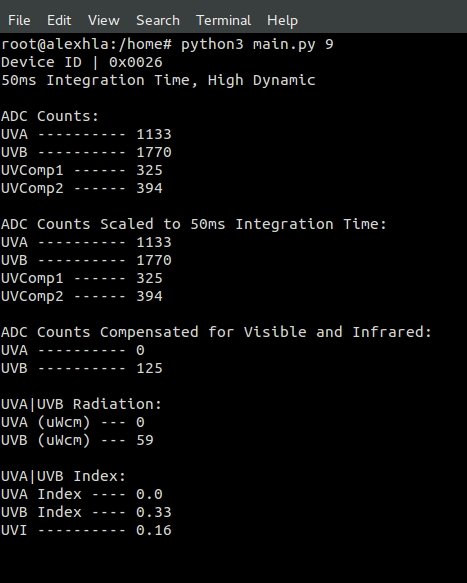 File Edit View Search Terminal Help
root@alexhla:/home# python3 main.py 9
Device ID | 0x0026
50ms Integration Time, High Dynamic
ADC Counts:
UVA ---------- 1133
UVB ---------- 1770
UVComp1 ------ 325
UVComp2 ------ 394
ADC Counts Scaled to 50ms Integration Time:
UVA ---------- 1133
UVB ---------- 1770
UVComp1 ------ 325
UVComp2 ------ 394
ADC Counts Compensated for Visible and Infrared:
UVA ---------- 0
UVB ---------- 125
UVA|UVB Radiation:
UVA (uWcm) --- 0
UVB (uWcm) --- 59
UVA|UVB Index:
UVA Index ---- 0.0
UVB Index ---- 0.33
UVI ---------- 0.16